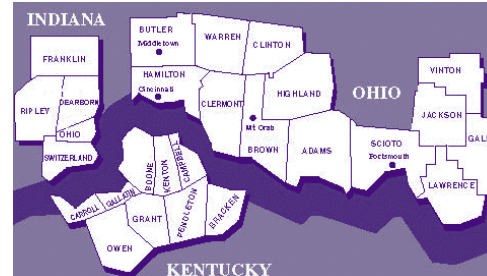 INDIANA
BUTLER
Middletown
WARREN
CLINTON
FRANKLIN
HAMILTON
Cincinnati
VINTON
RIPLEY
DEARBORN
CLERMONT
HIGHLAND
OHIO
JACKSON
OHIO
Mt. Orab
GAL
SWITZERLAND
BOONE
KENTON
CAMPBELL
BROWN
ADAMS
SCIOTO
Portsmouth
LAWRENCE
CARROLL
GALLATIN
GRANT
PENDLETON
BRACKEN
OWEN
KENTUCKY